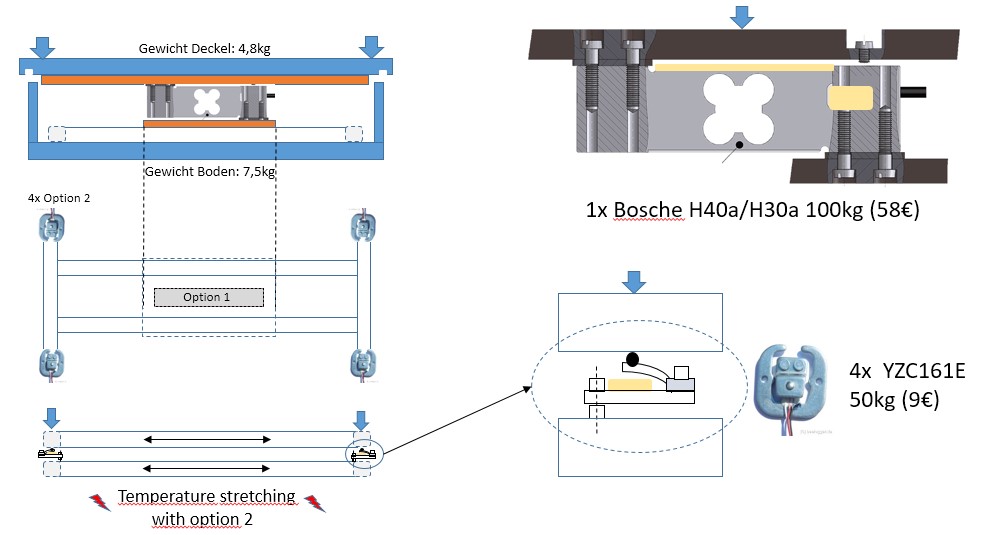 Gewicht Deckel: 4,8kg
Gewicht Boden: 7,5kg
4x Option 2
Option 1
Temperature stretching
with option 2
1x Bosche H40a/H30a 100kg (58€)
4x YZC161E
50kg (9€)